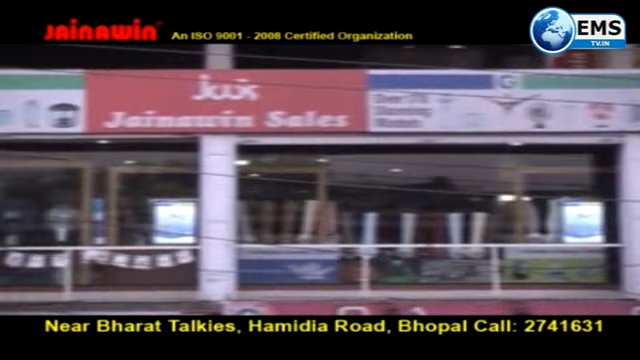 JAINAWIN
An ISO 9001 - 2008 Certified Organization
EMS
TV.IN
Jainawin Sales
Near Bharat Talkies, Hamidia Road, Bhopal Call: 2741631